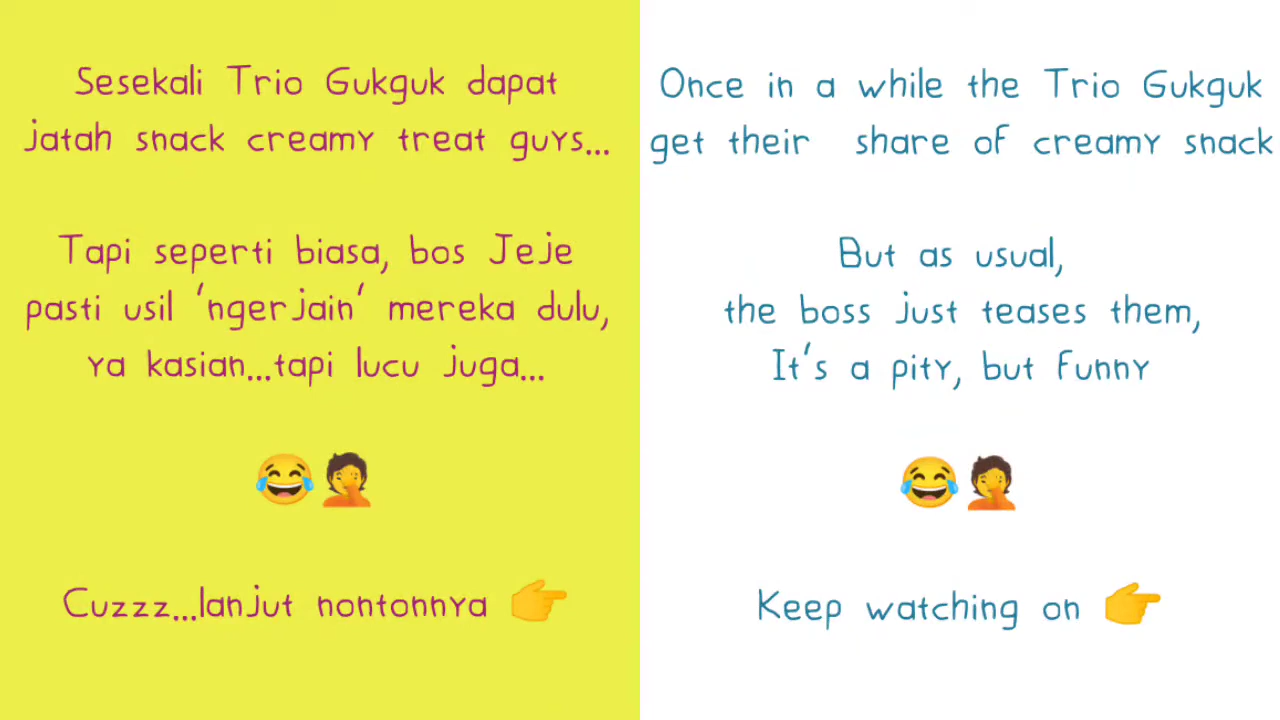 Sesekali Trio Gukguk dapat
jatah snack creamy treat guys...
Tapi seperti biasa, bos Jeje
pasti usil 'ngerjain' mereka dulu,
ya kasian...tapi lucu juga...
😂🤦
Cuzzz...lanjut nontonnya 👉
Once in a while the Trio Gukguk
get their share of creamy snack
But as usual,
the boss just teases them,
It's a pity, but funny
😂🤦
Keep watching on 👉